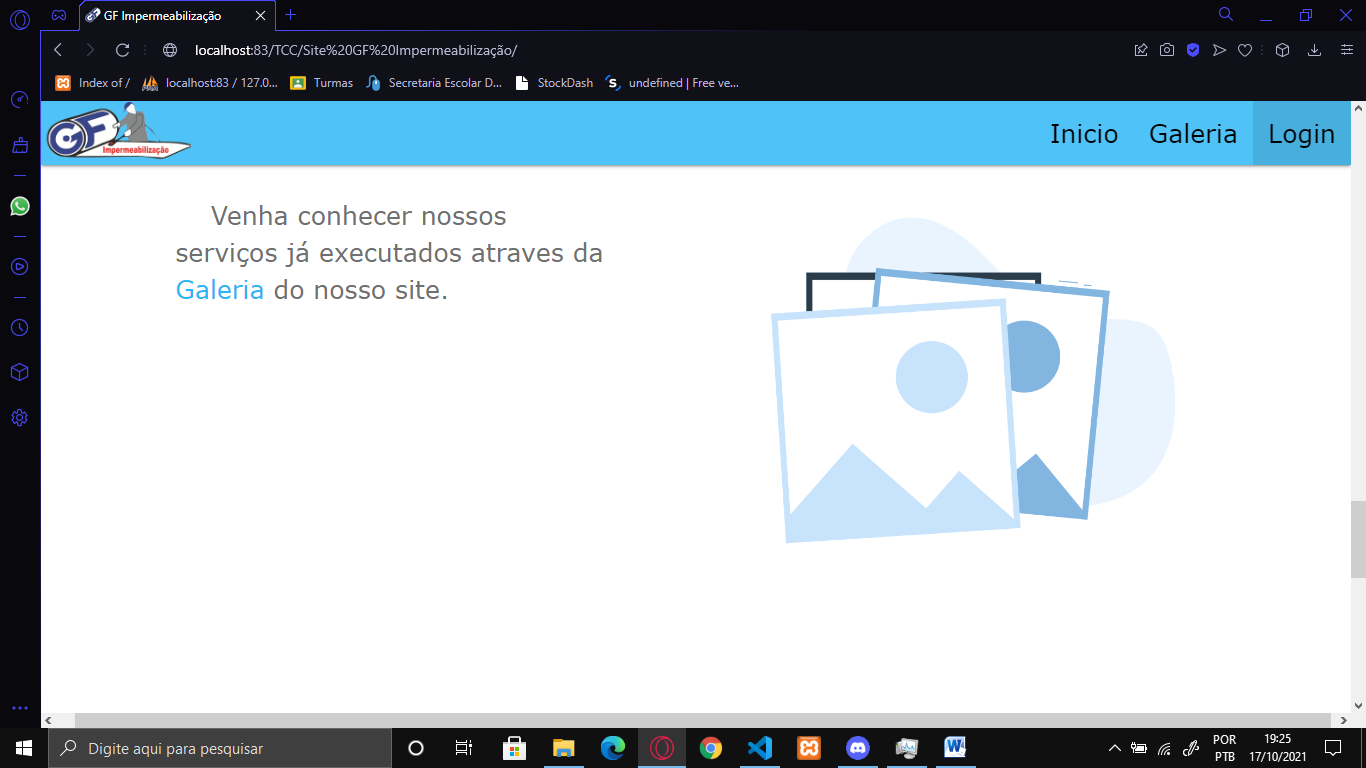 GF Impermeabilização
localhost:83/TCC/Site%20GF%20Impermeabilização/
Index of /
localhost:83 / 127.0...
Turmas
Secretaria Escolar D...
StockDash
undefined | Free ve...
GF
Impermeabilização
Inicio
Galeria
Login
Venha conhecer nossos
serviços já executados atraves da
Galeria do nosso site.
Digite aqui para pesquisar
POR
PTB
19:25
17/10/2021